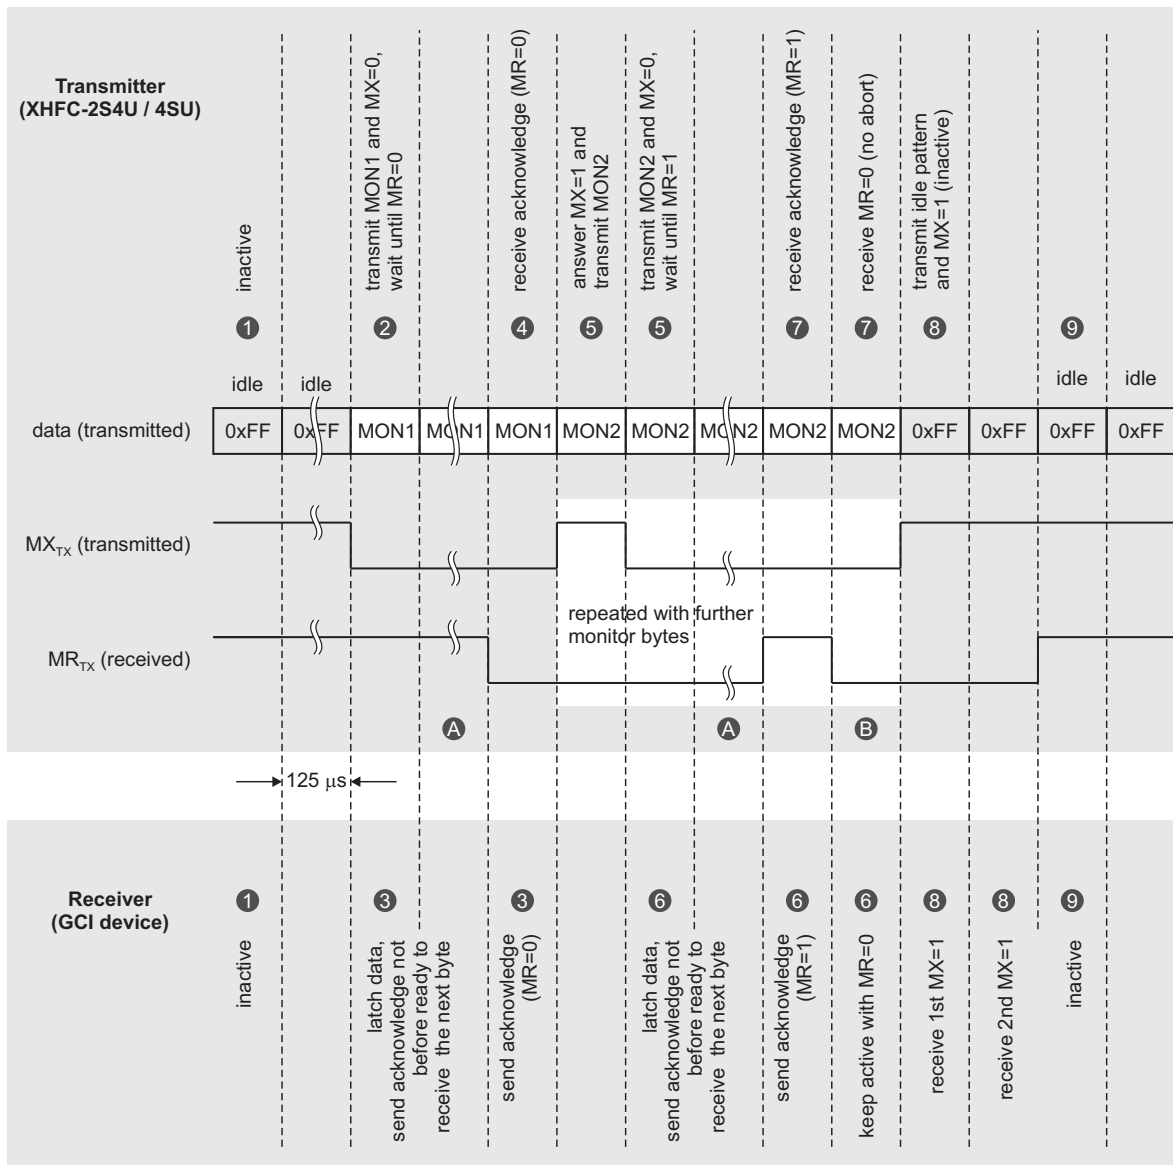 Transmitter
(XHFC-2S4U / 4SU)
inactive
transmit MON1 and MX=0,
wait until MR=0
receive acknowledge (MR=0)
answer MX=1 and
transmit MON2
transmit MON2 and MX=0,
wait until MR=1
receive acknowledge (MR=1)
receive MR=0 (no abort)
transmit idle pattern
and MX=1 (inactive)
1 2 4 5 5 7 7 8 9
idle idle idle idle
data (transmitted) 0xFF 0xFF MON1 MON1 MON1 MON2 MON2 MON2 MON2 MON2 0xFF 0xFF 0xFF 0xFF
MXTX (transmitted)
repeated with further
monitor bytes
MRTX (received)
A A B
125 µs
Receiver
(GCI device)
1 3 3 6 6 6 8 8 9
inactive
latch data,
send acknowledge not
before ready to
receive the next byte
send acknowledge
(MR=0)
latch data,
send acknowledge not
before ready to
receive the next byte
send acknowledge
(MR=1)
keep active with MR=0
receive 1st MX=1
receive 2nd MX=1
inactive